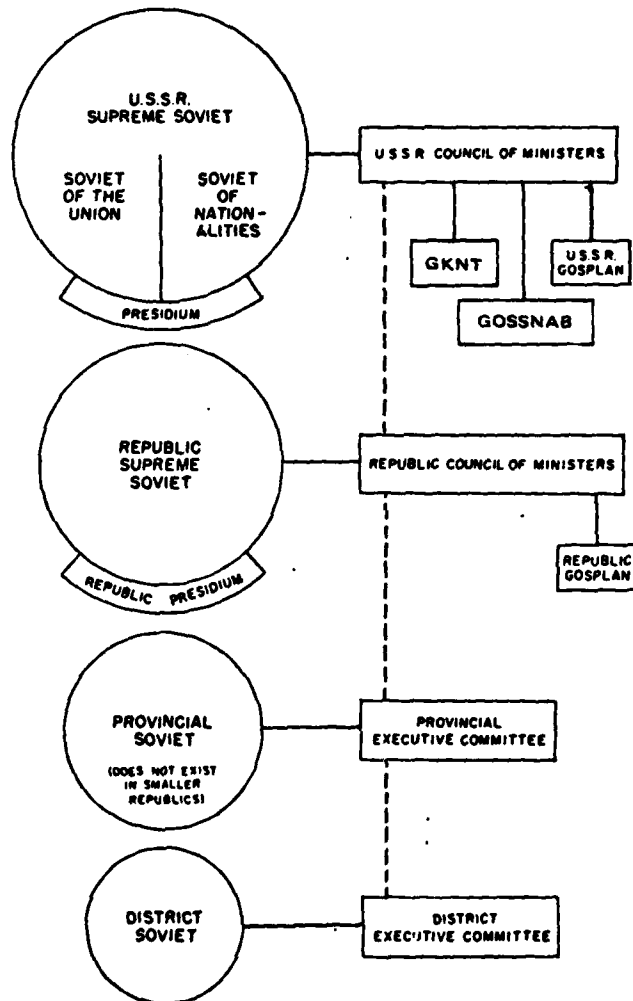 U.S.S.R.
SUPREME SOVIET
SOVIET
OF THE
UNION
SOVIET
OF
NATION-
ALITIES
PRESIDIUM
U S S R COUNCIL OF MINISTERS
GKNT
U.S.S.R.
GOSPLAN
GOSSNAB
REPUBLIC
SUPREME
SOVIET
REPUBLIC PRESIDIUM
REPUBLIC COUNCIL OF MINISTERS
REPUBLIC
GOSPLAN
PROVINCIAL
SOVIET
(DOES NOT EXIST
IN SMALLER
REPUBLICS)
PROVINCIAL
EXECUTIVE COMMITTEE
DISTRICT
SOVIET
DISTRICT
EXECUTIVE COMMITTEE